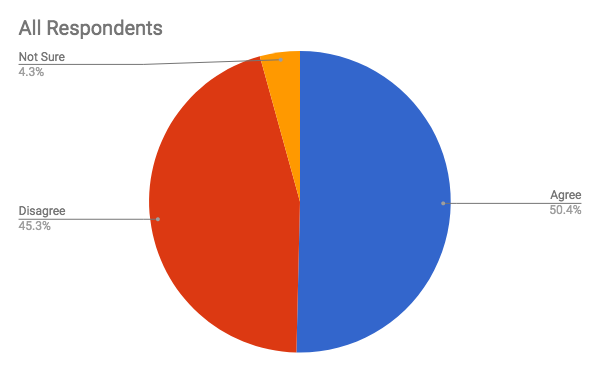 All Respondents
Not Sure
4.3%
Agree
50.4%
Disagree
45.3%